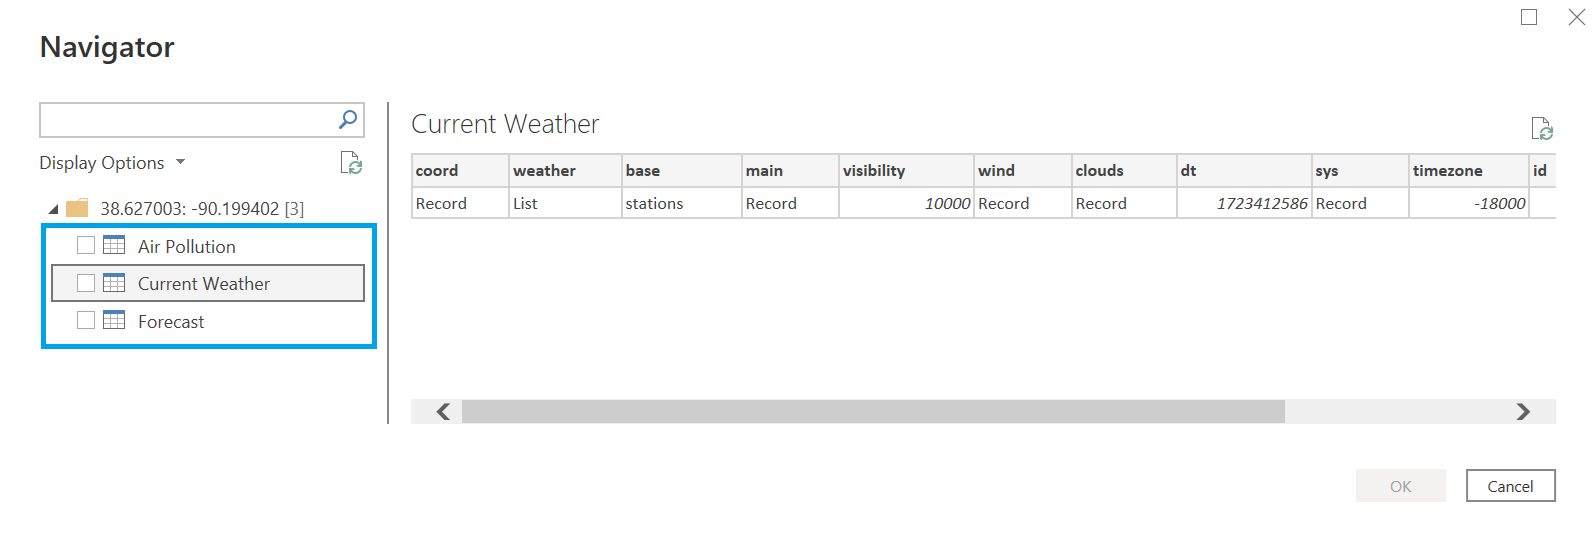 Navigator
Display Options
38.627003: -90.199402 [3]
Air Pollution
Current Weather
Forecast
Current Weather
coord weather base main visibility wind clouds dt sys timezone id
Record List stations Record 10000 Record Record 1723412586 Record -18000
OK Cancel